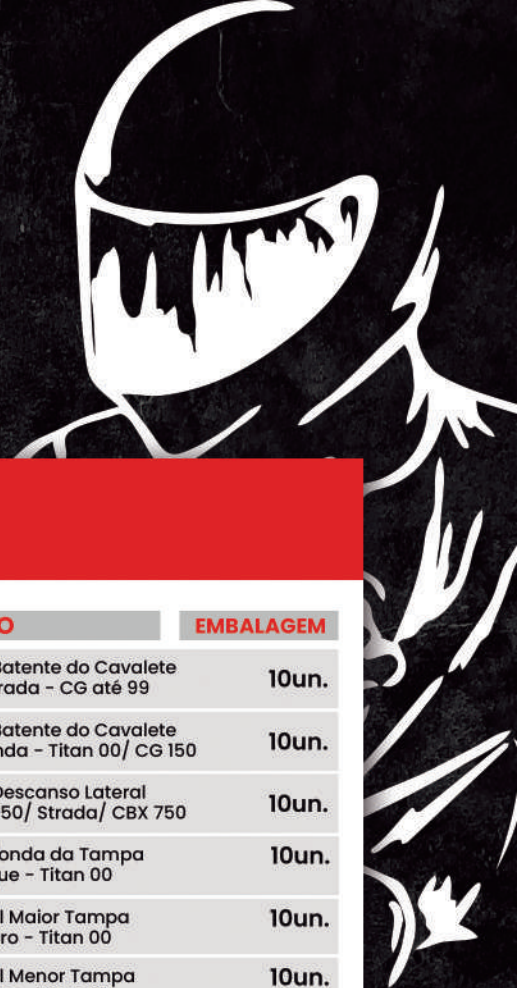 O
EMBALAGEM
Batente do Cavalete
rada - CG até 99
10un.
Batente do Cavalete
nda - Titan 00/ CG 150
10un.
Descanso Lateral
50/ Strada/ CBX 750
10un.
onda da Tampa
ue - Titan 00
10un.
l Maior Tampa
ro - Titan 00
10un.
l Menor Tampa
10un.